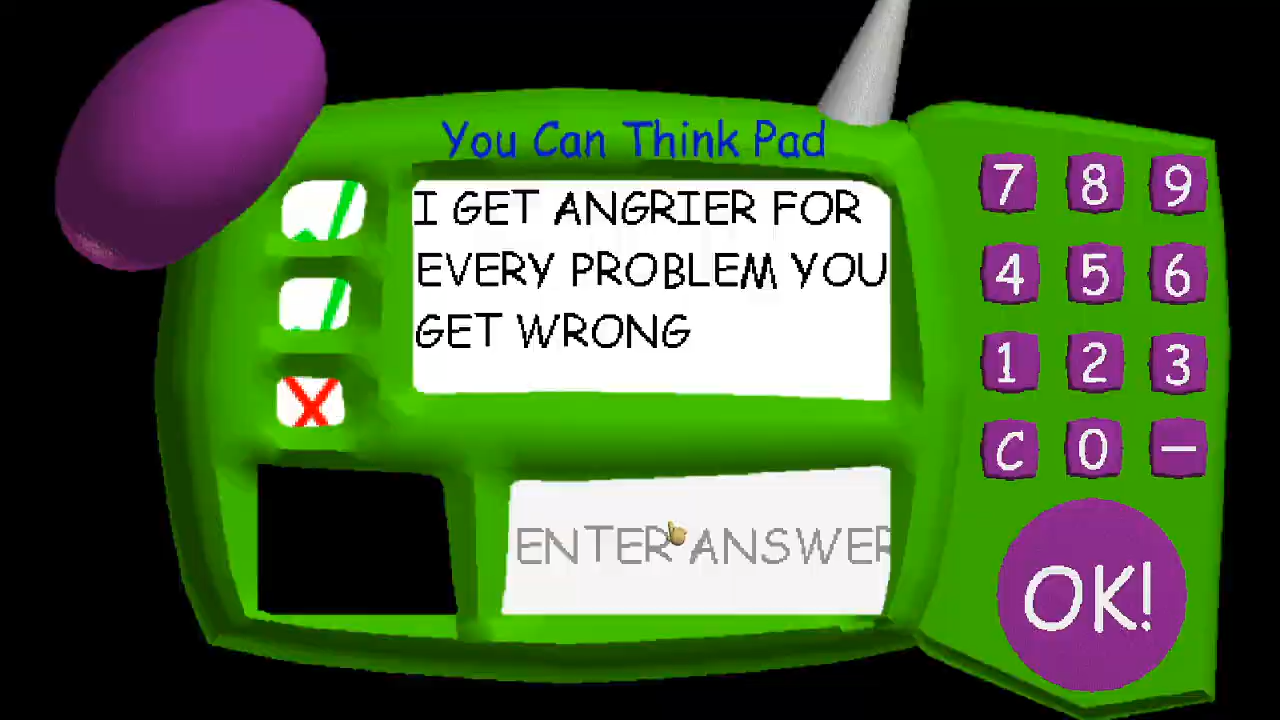 You Can Think Pad
I GET ANGRIER FOR
EVERY PROBLEM YOU
GET WRONG
ENTER ANSWER
7 8 9
4 5 6
1 2 3
C 0 −
OK!